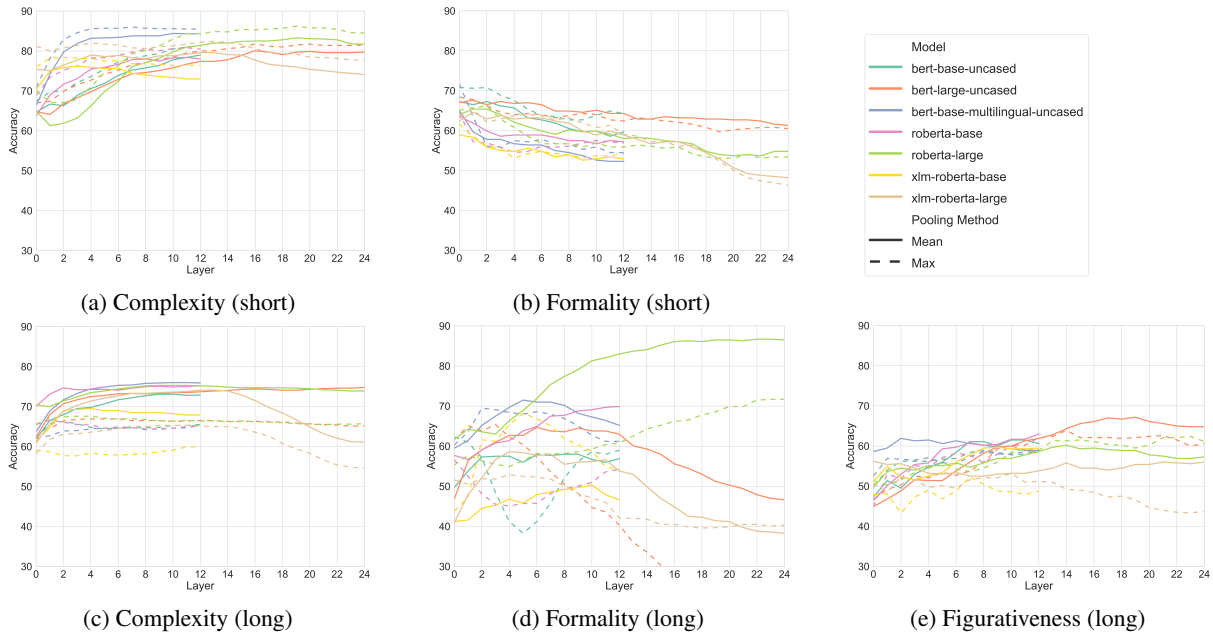 90
80
70
60
50
40
30
Accuracy
0 2 4 6 8 10 12 14 16 18 20 22 24
Layer
(a) Complexity (short)
90
80
70
60
50
40
30
Accuracy
0 2 4 6 8 10 12 14 16 18 20 22 24
Layer
(b) Formality (short)
Model
bert-base-uncased
bert-large-uncased
bert-base-multilingual-uncased
roberta-base
roberta-large
xlm-roberta-base
xlm-roberta-large
Pooling Method
Mean
Max
90
80
70
60
50
40
30
Accuracy
0 2 4 6 8 10 12 14 16 18 20 22 24
Layer
(c) Complexity (long)
90
80
70
60
50
40
30
Accuracy
0 2 4 6 8 10 12 14 16 18 20 22 24
Layer
(d) Formality (long)
90
80
70
60
50
40
30
Accuracy
0 2 4 6 8 10 12 14 16 18 20 22 24
Layer
(e) Figurativeness (long)